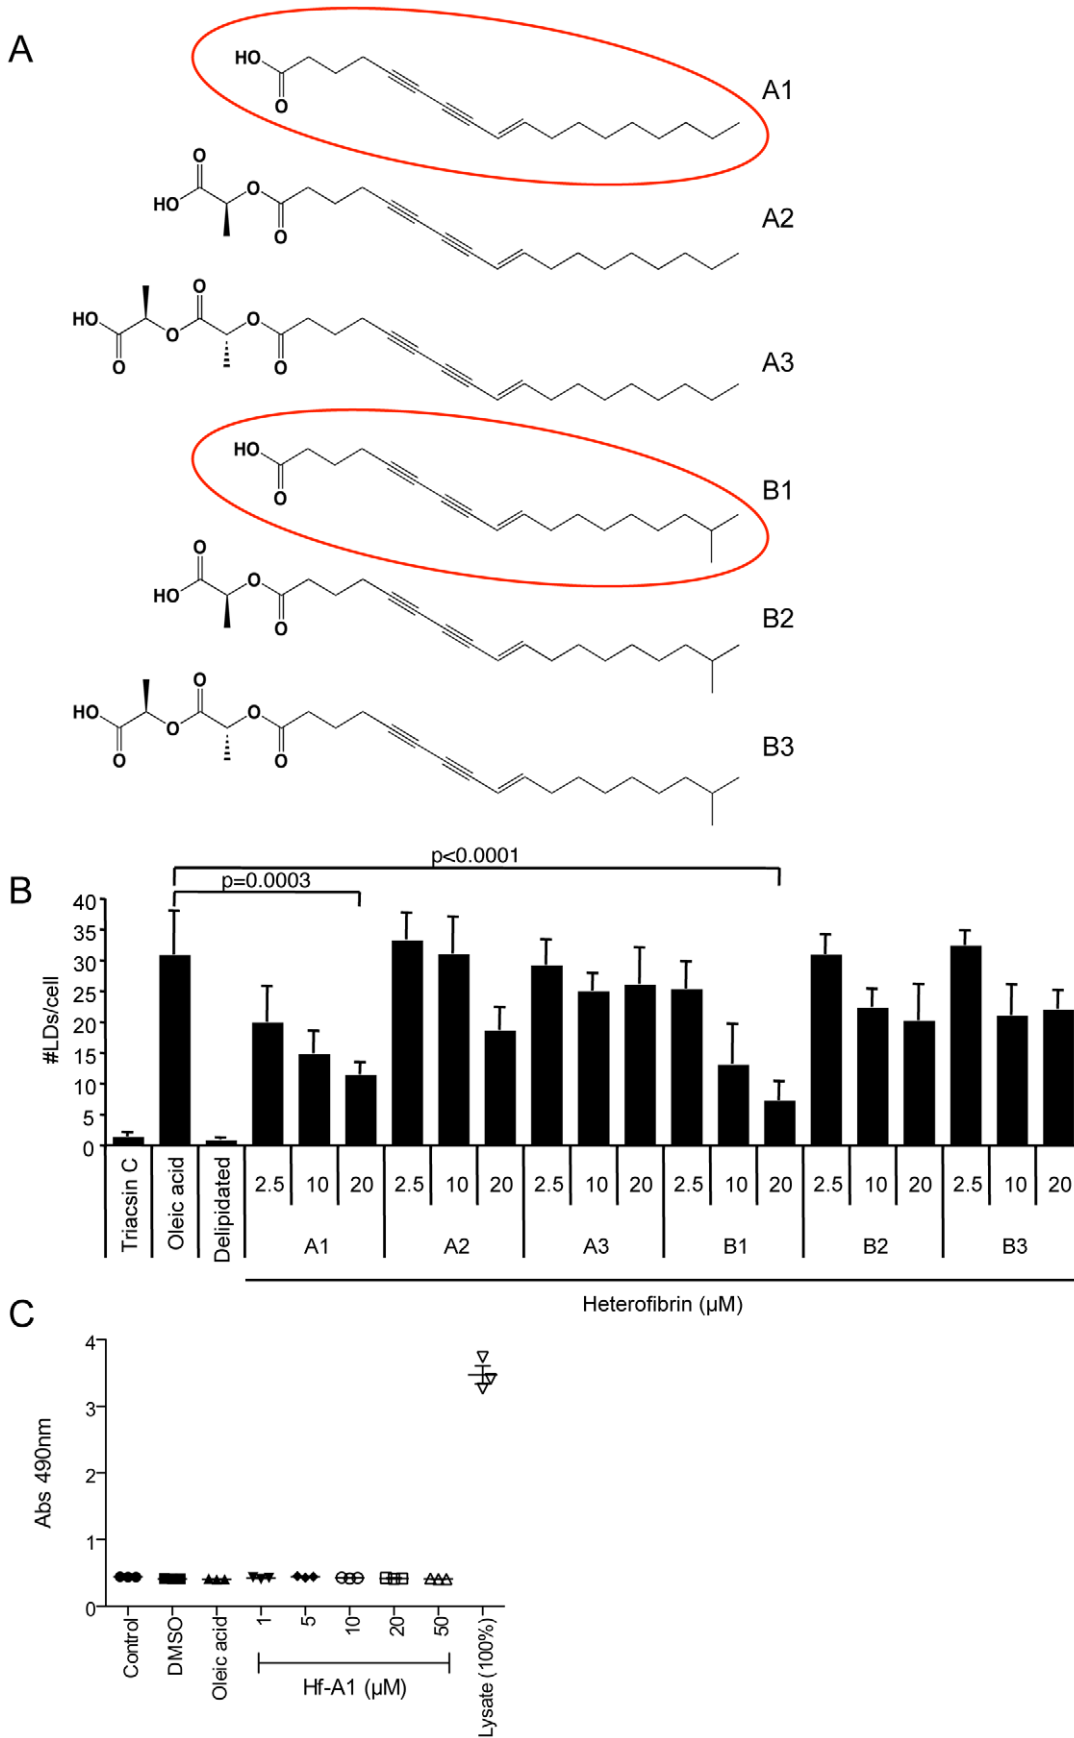 A
HO
O
A1
O
HO
O
O
A2
HO
O
O
O
O
O
A3
HO
O
B1
O
HO
O
O
B2
HO
O
O
O
O
O
B3
B
p<0.0001
p=0.0003
#LDs/cell
40
35
30
25
20
15
10
5
0
Triacsin C
Oleic acid
Delipidated
2.5 10 20 2.5 10 20 2.5 10 20 2.5 10 20 2.5 10 20 2.5 10 20
A1 A2 A3 B1 B2 B3
Heterofibrin (µM)
C
Abs 490nm
4
3
2
1
0
Control
DMSO
Oleic acid
1
5
10
20
50
Lysate (100%)
Hf-A1 (µM)